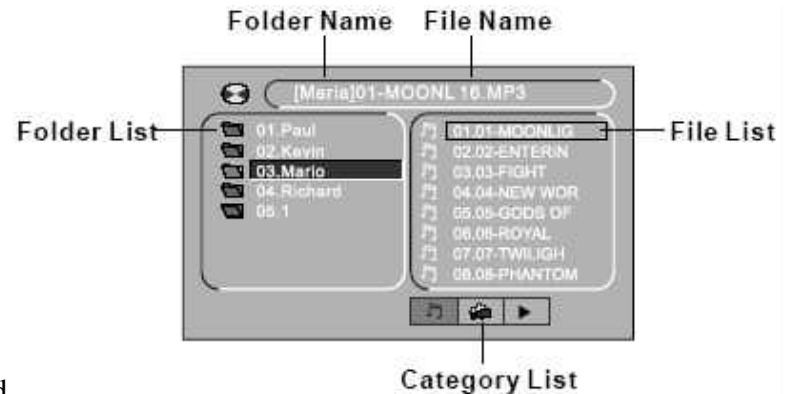 Folder Name File Name
[Maria]01-MOONL 16.MP3
Folder List
File List
01.Paul
02.Kevin
03.Mario
04.Richard
05.1
01.01-MOONLIG
02.02-ENTERIN
03.03-FIGHT
04.04-NEW WOR
05.05-GODS OF
06.06-ROYAL
07.07-TWILIGH
08.08-PHANTOM
Category List